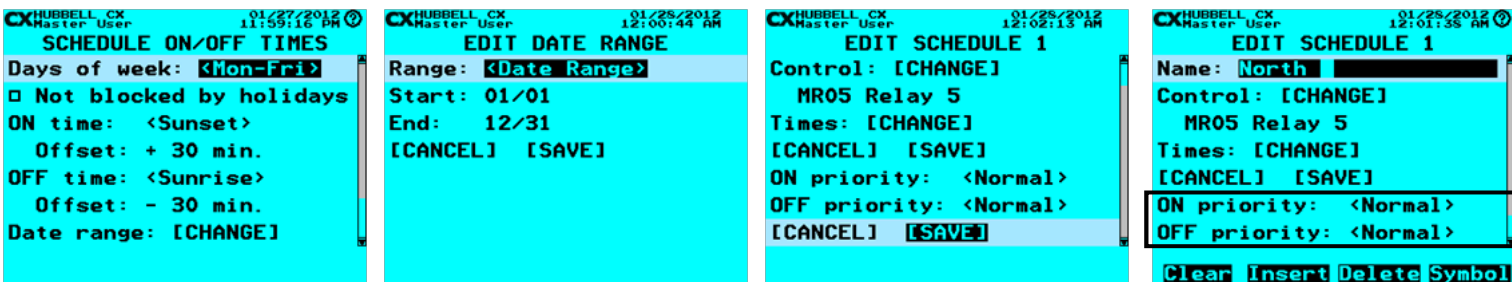 CX HUBBELL CX 01/27/2012
Master User 11:59:16 PM ?
SCHEDULE ON/OFF TIMES
Days of week: <Mon-Fri>
Not blocked by holidays
ON time: <Sunset>
Offset: + 30 min.
OFF time: <Sunrise>
Offset: - 30 min.
Date range: [CHANGE]
CX HUBBELL CX 01/28/2012
Master User 12:00:44 AM
EDIT DATE RANGE
Range: <Date Range>
Start: 01/01
End: 12/31
[CANCEL] [SAVE]
CX HUBBELL CX 01/28/2012
Master User 12:02:13 AM
EDIT SCHEDULE 1
Control: [CHANGE]
MR05 Relay 5
Times: [CHANGE]
[CANCEL] [SAVE]
ON priority: <Normal>
OFF priority: <Normal>
[CANCEL] [SAVE]
CX HUBBELL CX 01/28/2012
Master User 12:01:38 AM ?
EDIT SCHEDULE 1
Name: North
Control: [CHANGE]
MR05 Relay 5
Times: [CHANGE]
[CANCEL] [SAVE]
ON priority: <Normal>
OFF priority: <Normal>
Clear Insert Delete Symbol